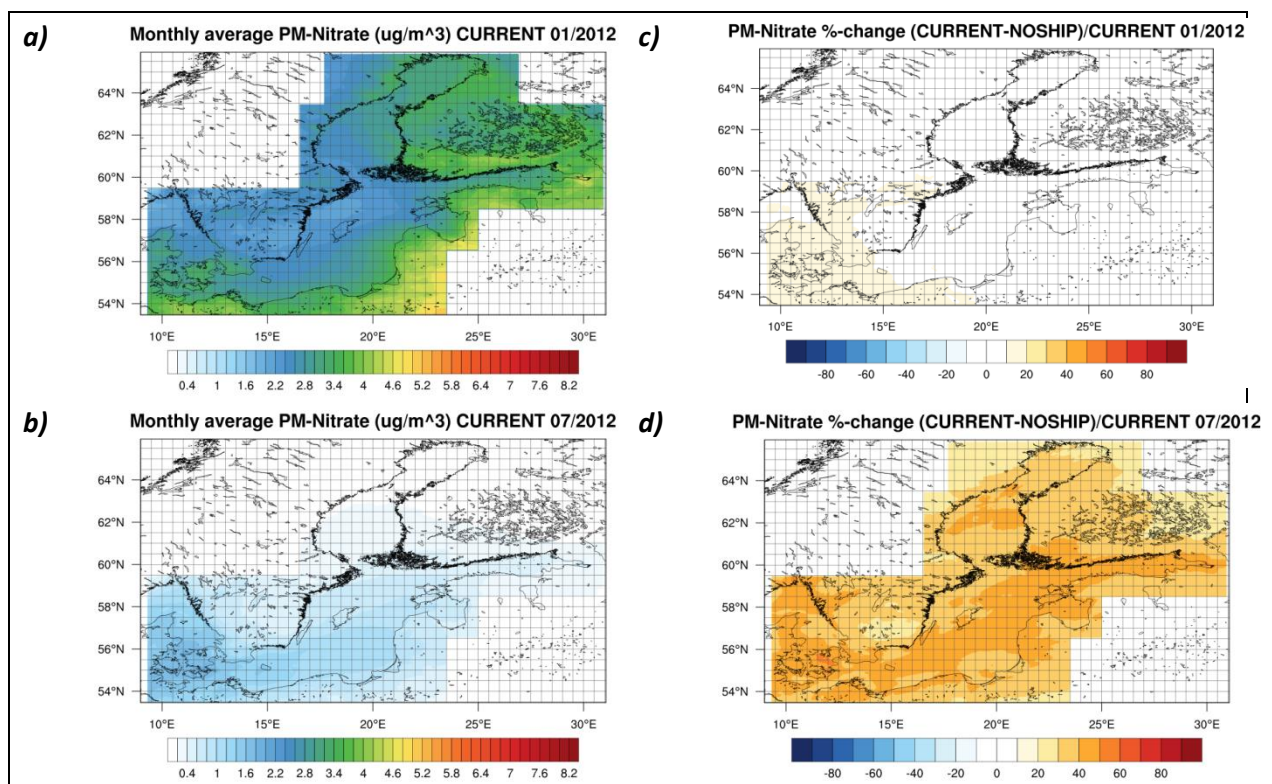 a)
Monthly average PM-Nitrate (ug/m^3) CURRENT 01/2012
64°N
62°N
60°N
58°N
56°N
54°N
10°E 15°E 20°E 25°E 30°E
0.4 1 1.6 2.2 2.8 3.4 4 4.6 5.2 5.8 6.4 7 7.6 8.2
c)
PM-Nitrate %-change (CURRENT-NOSHIP)/CURRENT 01/2012
64°N
62°N
60°N
58°N
56°N
54°N
10°E 15°E 20°E 25°E 30°E
-80 -60 -40 -20 0 20 40 60 80
b)
Monthly average PM-Nitrate (ug/m^3) CURRENT 07/2012
64°N
62°N
60°N
58°N
56°N
54°N
10°E 15°E 20°E 25°E 30°E
0.4 1 1.6 2.2 2.8 3.4 4 4.6 5.2 5.8 6.4 7 7.6 8.2
d)
PM-Nitrate %-change (CURRENT-NOSHIP)/CURRENT 07/2012
64°N
62°N
60°N
58°N
56°N
54°N
10°E 15°E 20°E 25°E 30°E
-80 -60 -40 -20 0 20 40 60 80